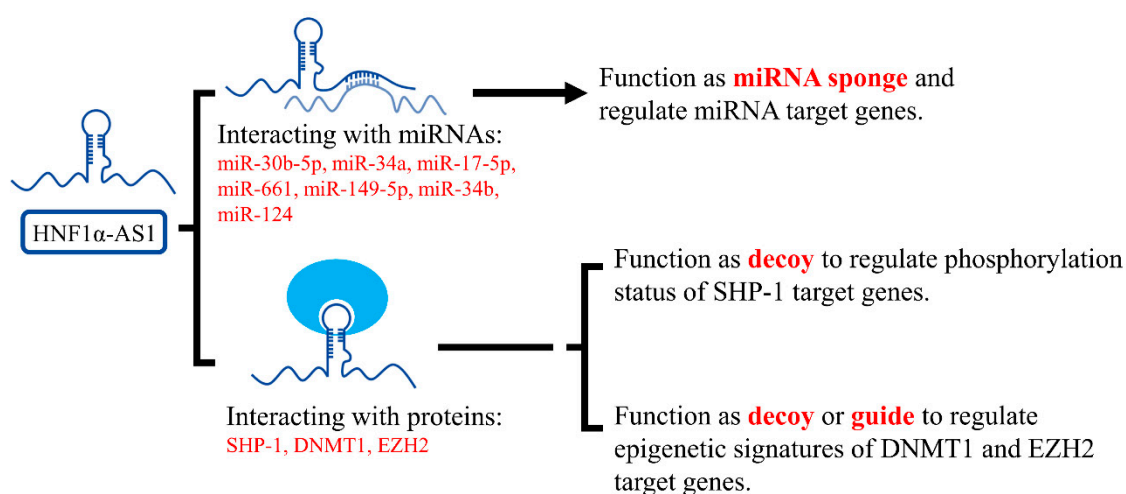 HNF1α-AS1
Interacting with miRNAs:
miR-30b-5p, miR-34a, miR-17-5p,
miR-661, miR-149-5p, miR-34b,
miR-124
Function as miRNA sponge and
regulate miRNA target genes.
Interacting with proteins:
SHP-1, DNMT1, EZH2
Function as decoy to regulate phosphorylation
status of SHP-1 target genes.
Function as decoy or guide to regulate
epigenetic signatures of DNMT1 and EZH2
target genes.